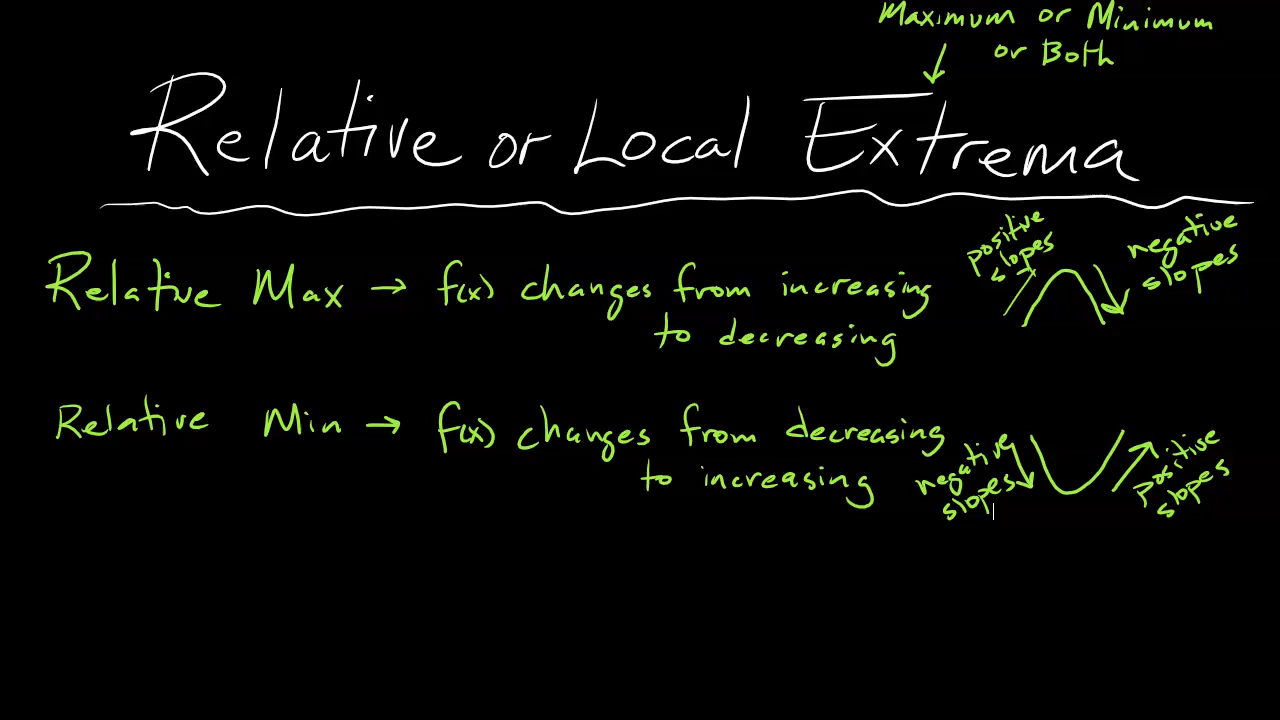 Maximum or Minimum
or Both
Relative or Local Extrema
positive
slopes
negative
slopes
Relative Max → f(x) changes from increasing
to decreasing
Relative Min → f(x) changes from decreasing
to increasing
negative
slopes
positive
slopes